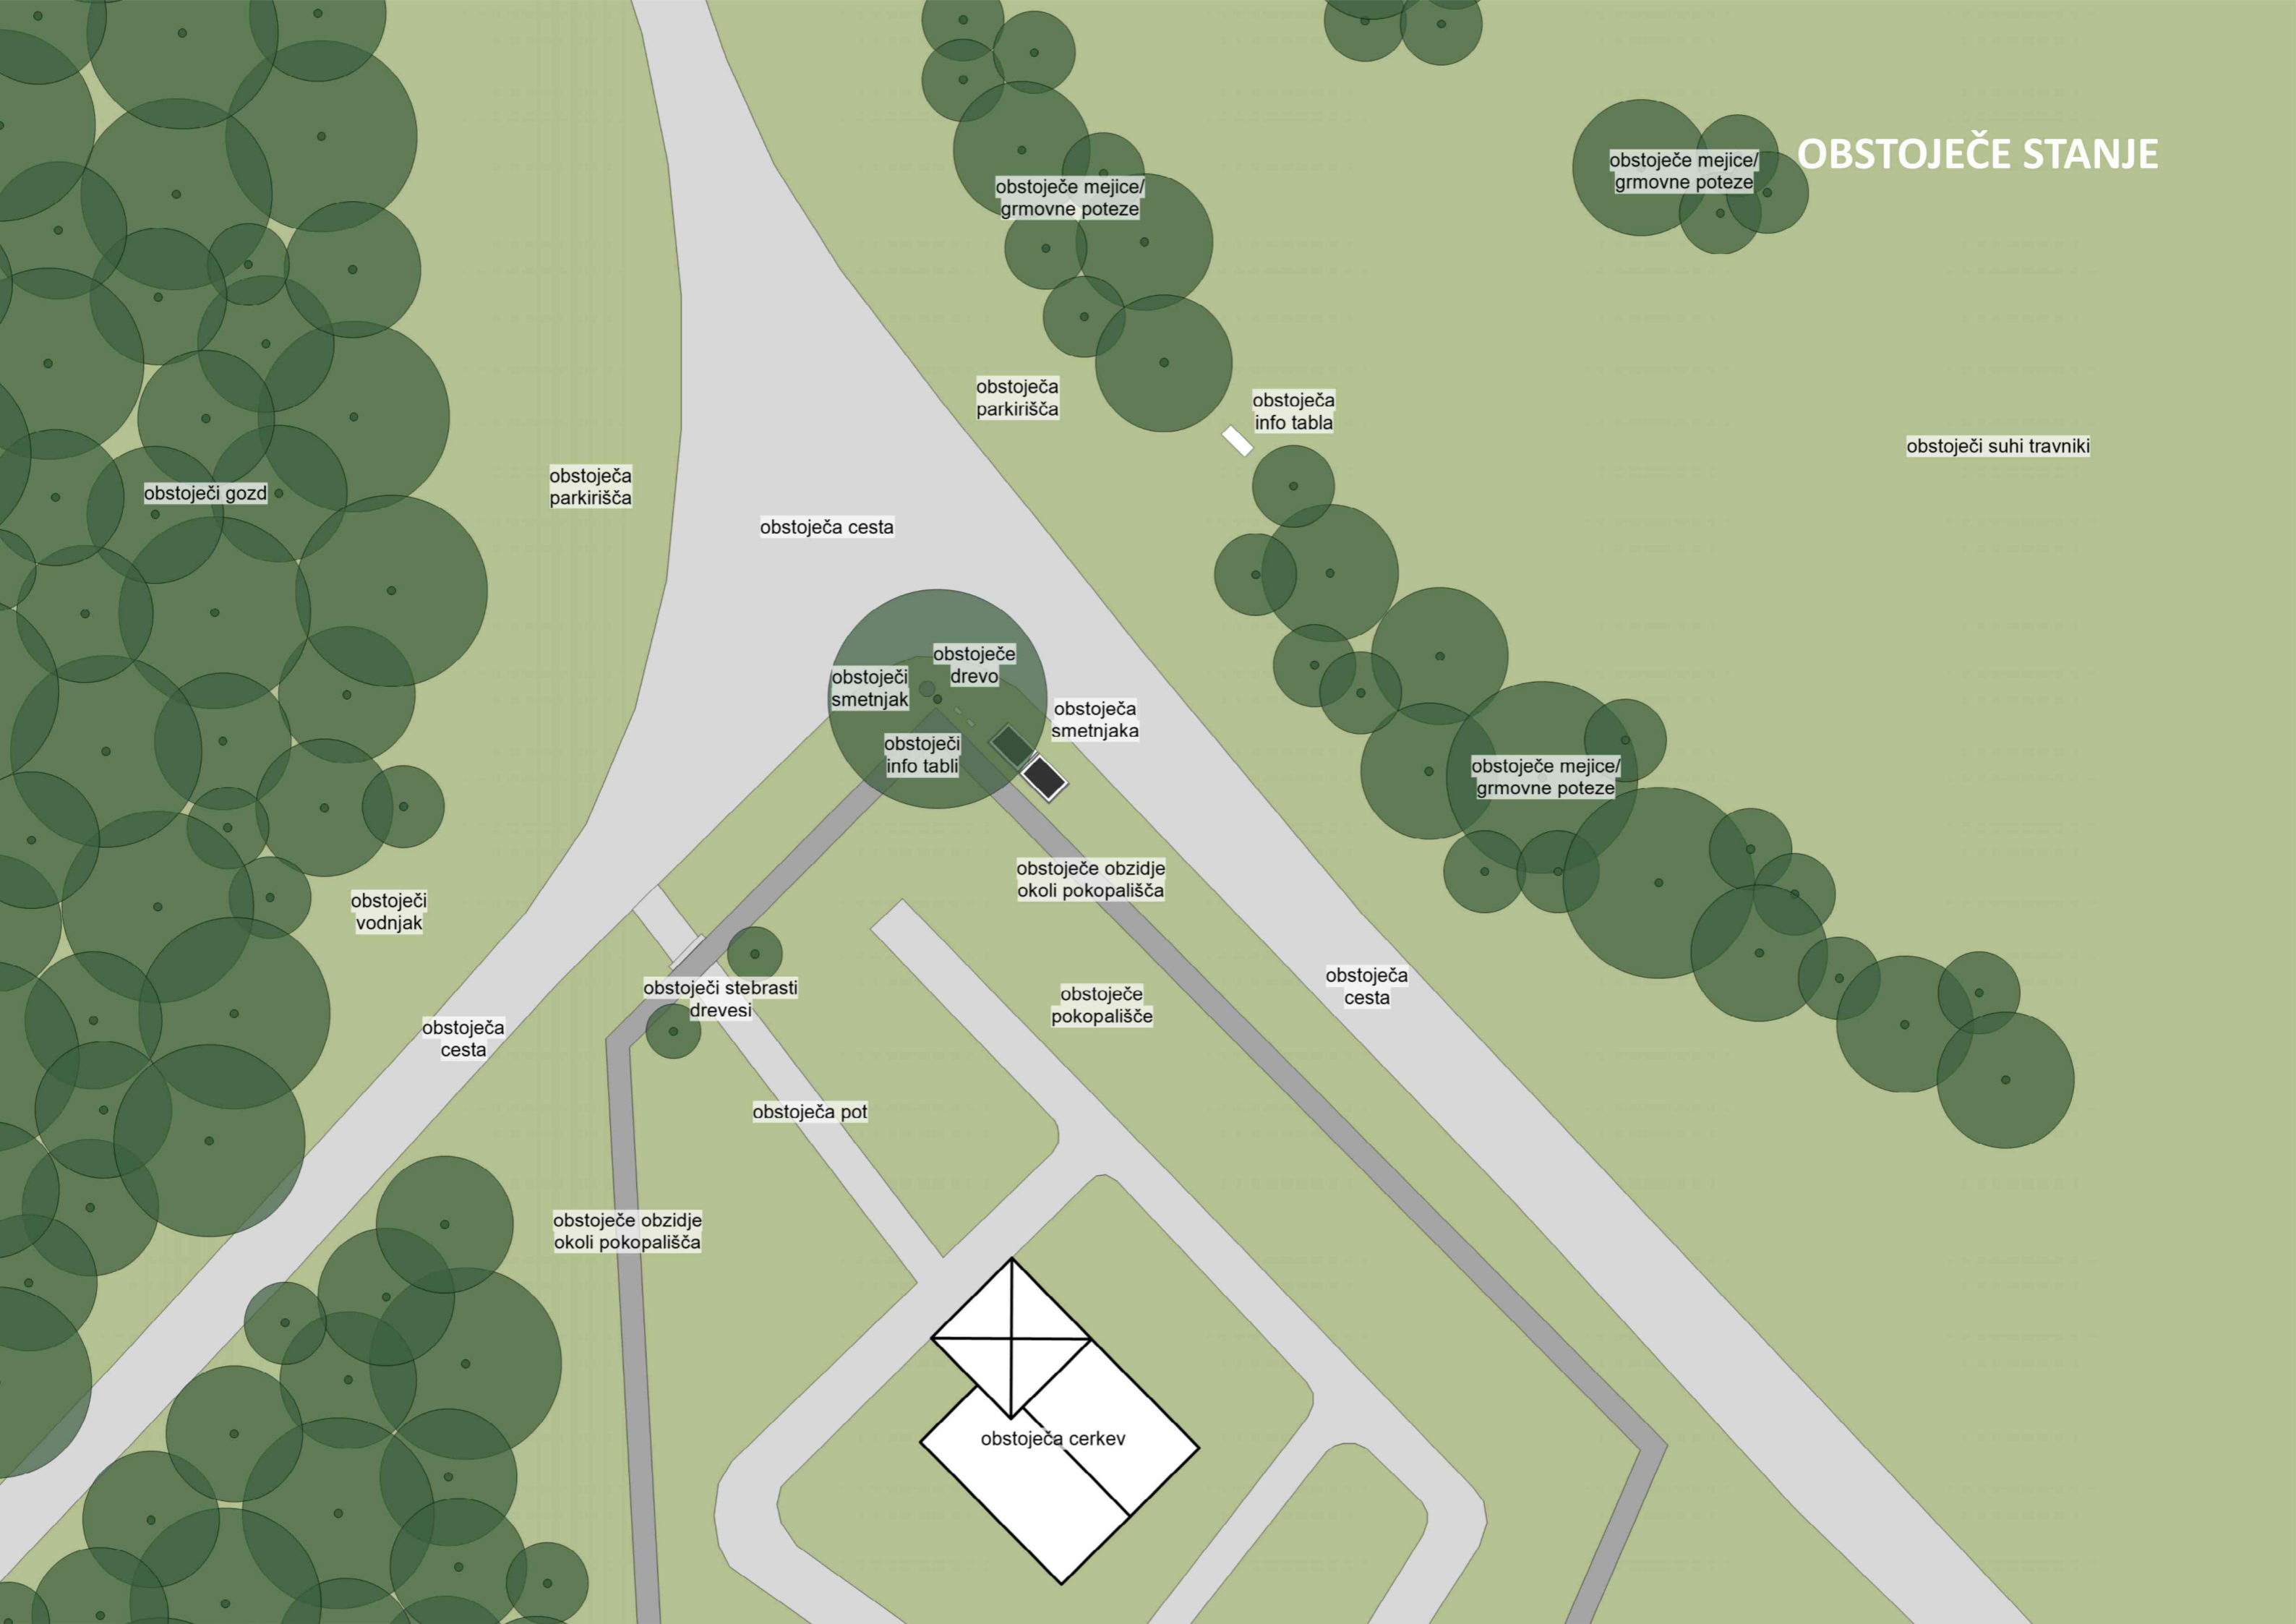 OBSTOJEČE STANJE
obstoječe mejice/
grmovne poteze
obstoječe mejice/
grmovne poteze
obstoječa
parkirišča
obstoječa
info tabla
obstoječi suhi travniki
obstoječi gozd
obstoječa
parkirišča
obstoječa cesta
obstoječe
drevo
obstoječi
smetnjak
obstoječa
smetnjaka
obstoječi
info tabli
obstoječe mejice/
grmovne poteze
obstoječe obzidje
okoli pokopališča
obstoječi
vodnjak
obstoječi stebrasti
drevesi
obstoječe
pokopališče
obstoječa
cesta
obstoječa
cesta
obstoječa pot
obstoječe obzidje
okoli pokopališča
obstoječa cerkev